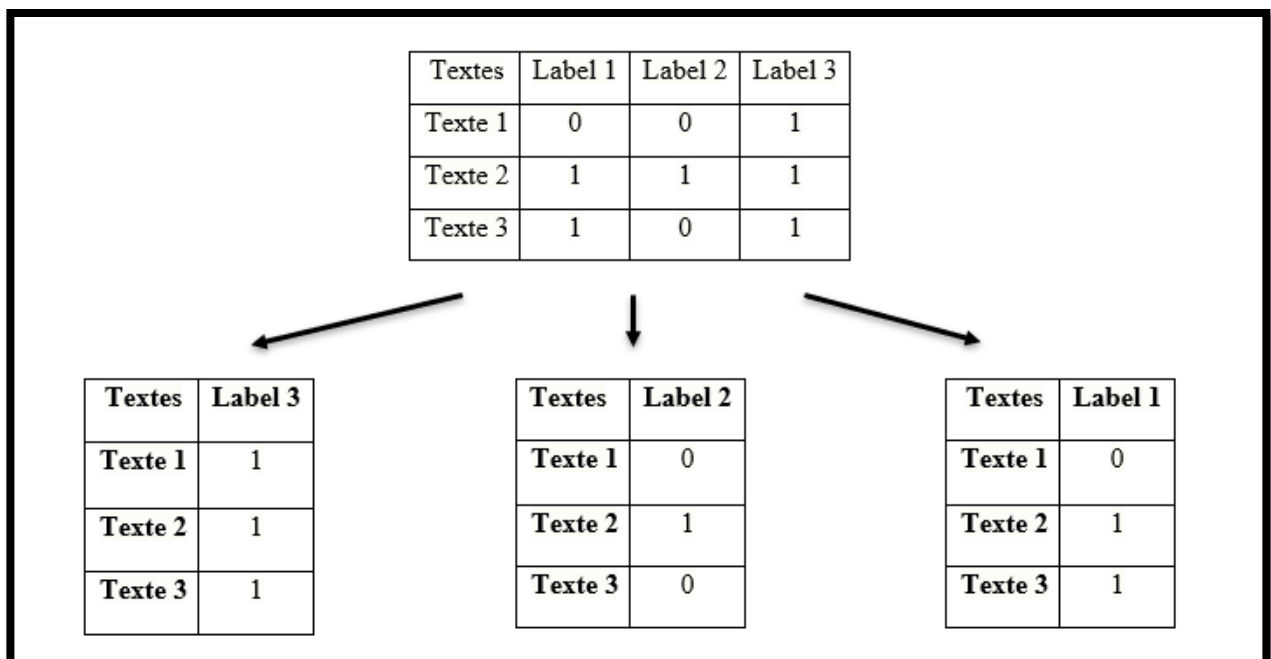 Textes Label 1 Label 2 Label 3
Texte 1 0 0 1
Texte 2 1 1 1
Texte 3 1 0 1
Textes Label 3
Texte 1 1
Texte 2 1
Texte 3 1
Textes Label 2
Texte 1 0
Texte 2 1
Texte 3 0
Textes Label 1
Texte 1 0
Texte 2 1
Texte 3 1